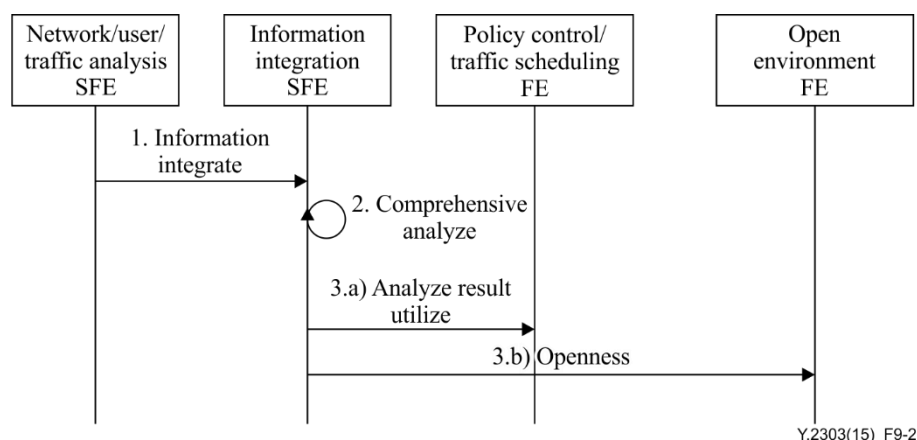 Network/user/
traffic analysis
SFE
Information
integration
SFE
Policy control/
traffic scheduling
FE
Open
environment
FE
1. Information
integrate
2. Comprehensive
analyze
3.a) Analyze result
utilize
3.b) Openness
Y.2303(15)_F9-2